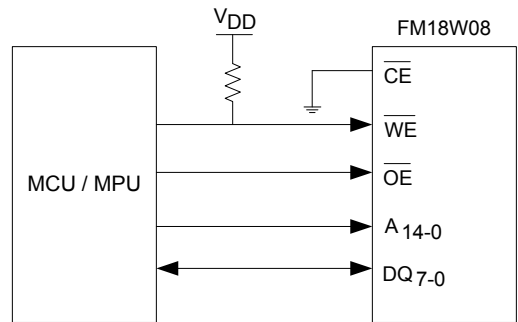 VDD
FM18W08
CE
WE
MCU / MPU
OE
A14-0
DQ7-0